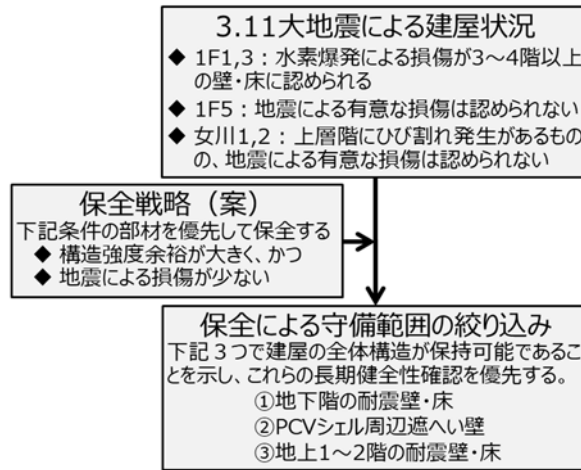 3.11大地震による建屋状況
◆ 1F1,3：水素爆発による損傷が3～4階以上
の壁・床に認められる
◆ 1F5：地震による有意な損傷は認められない
◆ 女川1,2：上層階にひび割れ発生があるもの
の、地震による有意な損傷は認められない
保全戦略（案）
下記条件の部材を優先して保全する
◆ 構造強度余裕が大きく、かつ
◆ 地震による損傷が少ない
保全による守備範囲の絞り込み
下記３つで建屋の全体構造が保持可能であるこ
とを示し、これらの長期健全性確認を優先する。
①地下階の耐震壁・床
②PCVシェル周辺遮へい壁
③地上1～2階の耐震壁・床